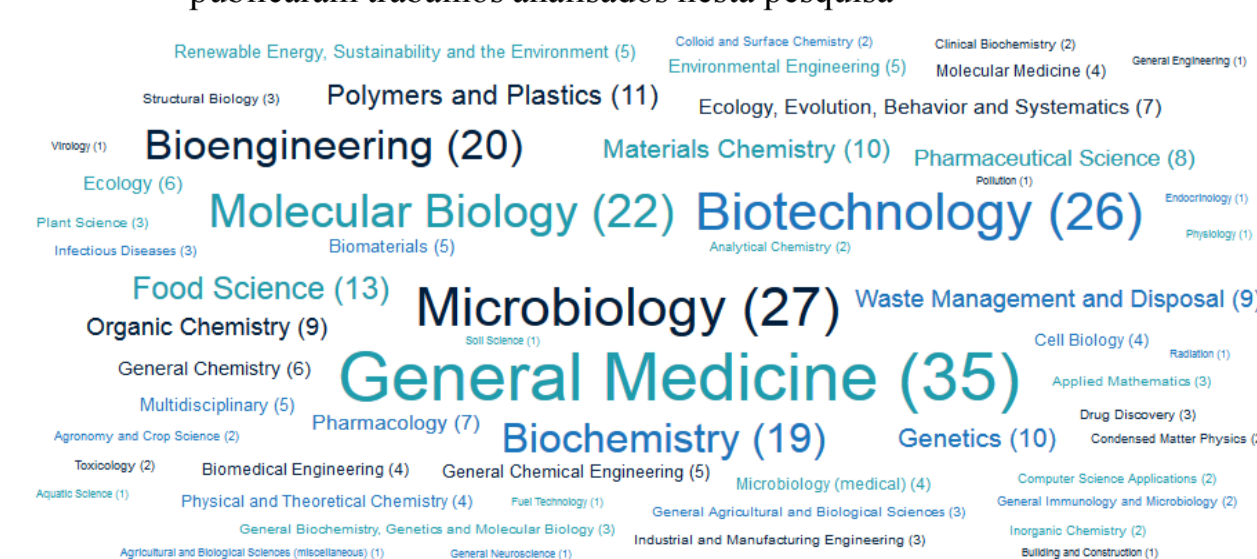 publicaram trabalhos analisados nesta pesquisa
Renewable Energy, Sustainability and the Environment (5)
Colloid and Surface Chemistry (2)
Clinical Biochemistry (2)
General Engineering (1)
Environmental Engineering (5)
Molecular Medicine (4)
Structural Biology (3)
Polymers and Plastics (11)
Ecology, Evolution, Behavior and Systematics (7)
Virology (1)
Bioengineering (20)
Materials Chemistry (10)
Pharmaceutical Science (8)
Ecology (6)
Pollution (1)
Plant Science (3)
Molecular Biology (22)
Biotechnology (26)
Endocrinology (1)
Infectious Diseases (3)
Biomaterials (5)
Analytical Chemistry (2)
Physiology (1)
Food Science (13)
Microbiology (27)
Waste Management and Disposal (9)
Organic Chemistry (9)
Soil Science (1)
Cell Biology (4)
Radiation (1)
General Chemistry (6)
General Medicine (35)
Applied Mathematics (3)
Multidisciplinary (5)
Pharmacology (7)
Drug Discovery (3)
Agronomy and Crop Science (2)
Biochemistry (19)
Genetics (10)
Condensed Matter Physics (2
Toxicology (2)
Biomedical Engineering (4)
General Chemical Engineering (5)
Microbiology (medical) (4)
Computer Science Applications (2)
Aquatic Science (1)
Physical and Theoretical Chemistry (4)
Fuel Technology (1)
General Agricultural and Biological Sciences (3)
General Immunology and Microbiology (2)
General Biochemistry, Genetics and Molecular Biology (3)
Industrial and Manufacturing Engineering (3)
Inorganic Chemistry (2)
Agricultural and Biological Sciences (miscellaneous) (1)
General Neuroscience (1)
Building and Construction (1)